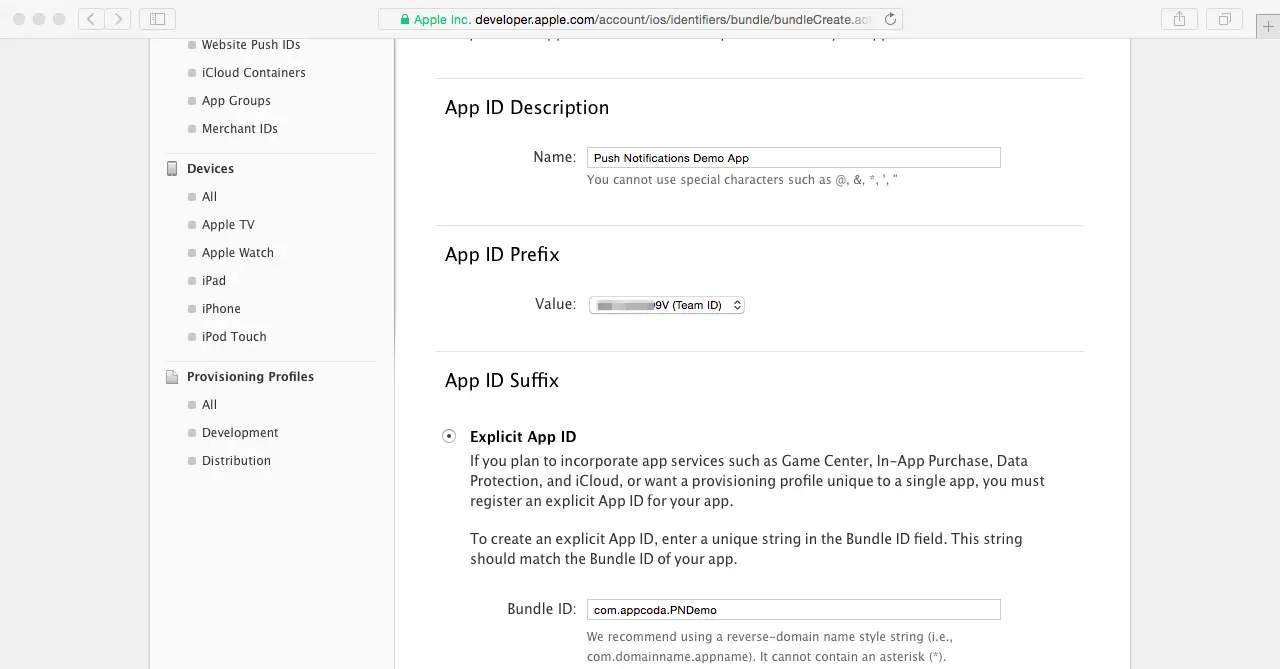 Apple Inc. developer.apple.com/account/ios/identifiers/bundle/bundleCreate.ac
Website Push IDs
iCloud Containers
App Groups
Merchant IDs
Devices
All
Apple TV
Apple Watch
iPad
iPhone
iPod Touch
Provisioning Profiles
All
Development
Distribution
App ID Description
Name: Push Notifications Demo App
You cannot use special characters such as @, &, *, ', "
App ID Prefix
Value: 9V (Team ID)
App ID Suffix
Explicit App ID
If you plan to incorporate app services such as Game Center, In-App Purchase, Data
Protection, and iCloud, or want a provisioning profile unique to a single app, you must
register an explicit App ID for your app.
To create an explicit App ID, enter a unique string in the Bundle ID field. This string
should match the Bundle ID of your app.
Bundle ID: com.appcoda.PNDemo
We recommend using a reverse-domain name style string (i.e.,
com.domainname.appname). It cannot contain an asterisk (*).